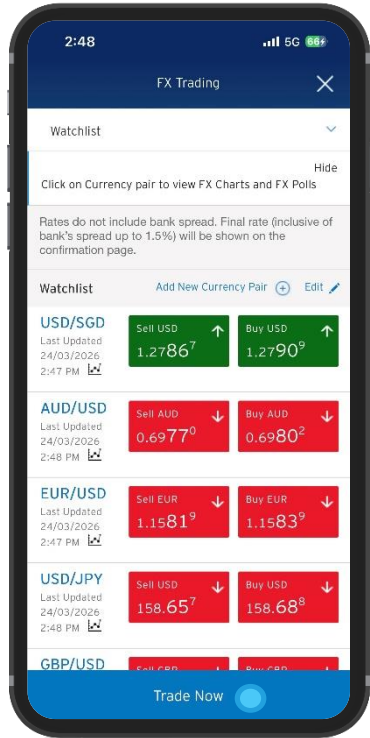 2:48
5G 66
FX Trading
Watchlist
Hide
Click on Currency pair to view FX Charts and FX Polls
Rates do not include bank spread. Final rate (inclusive of
bank's spread up to 1.5%) will be shown on the
confirmation page.
Watchlist Add New Currency Pair Edit
USD/SGD
Last Updated
24/03/2026
2:47 PM
Sell USD
1.2786⁷
Buy USD
1.2790⁹
AUD/USD
Last Updated
24/03/2026
2:48 PM
Sell AUD
0.6977⁰
Buy AUD
0.6980²
EUR/USD
Last Updated
24/03/2026
2:47 PM
Sell EUR
1.1581⁹
Buy EUR
1.1583⁹
USD/JPY
Last Updated
24/03/2026
2:48 PM
Sell USD
158.65⁷
Buy USD
158.68⁸
GBP/USD
Sell GBP
Buy GBP
Trade Now